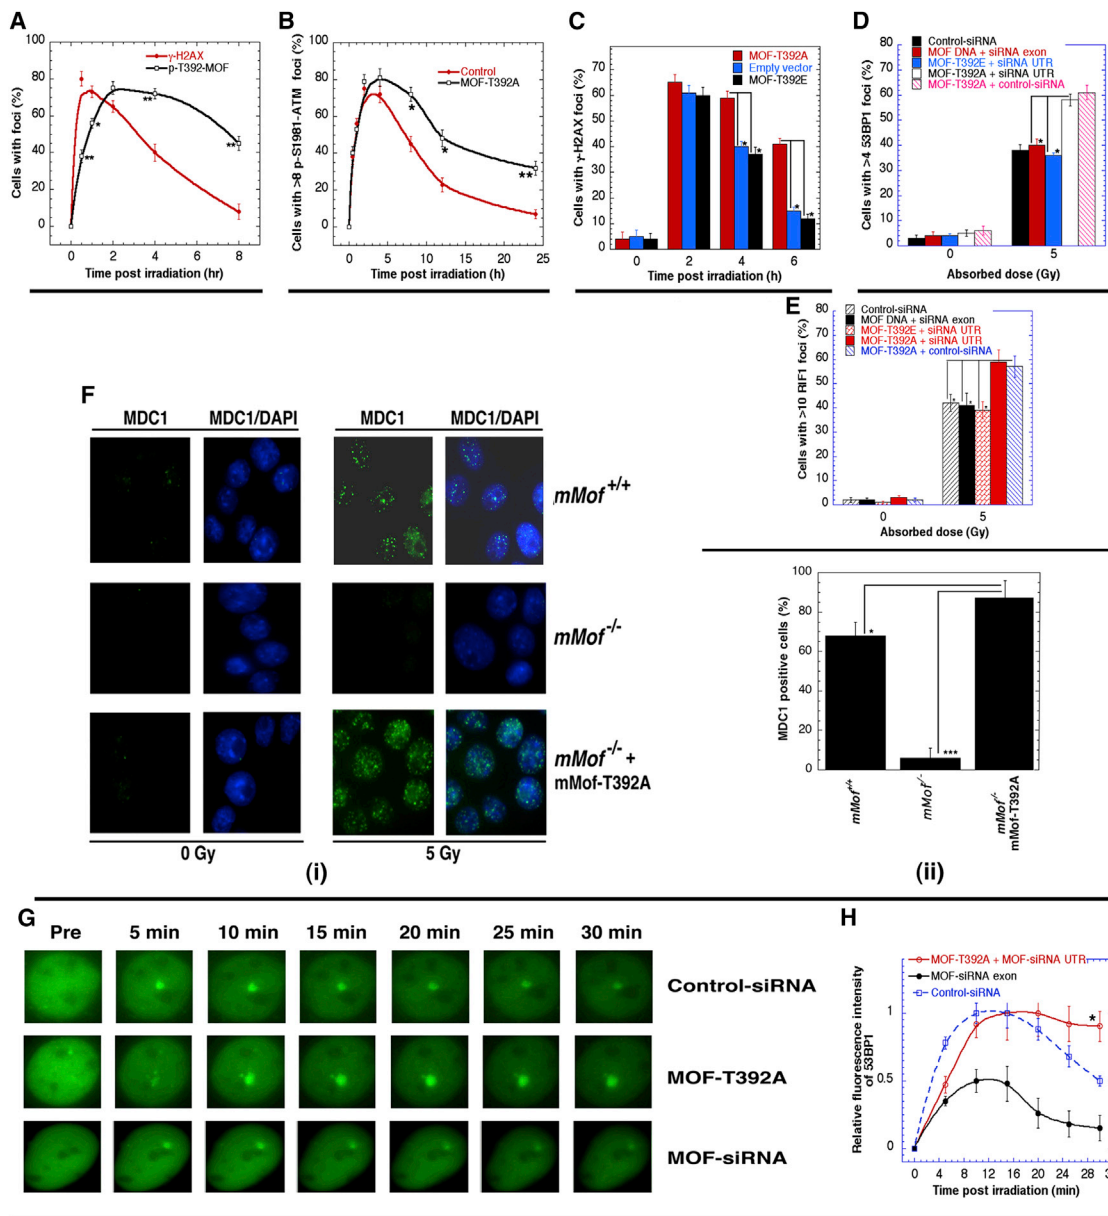 A
100
80
60
40
20
0
Cells with foci (%)
γ-H2AX
p-T392-MOF
**
*
**
**
0 2 4 6 8
Time post irradiation (hr)
B
100
80
60
40
20
0
Cells with >8 p-S1981-ATM foci (%)
Control
MOF-T392A
*
*
**
0 5 10 15 20 25
Time post irradiation (h)
C
70
60
50
40
30
20
10
0
Cells with γ-H2AX foci (%)
MOF-T392A
Empty vector
MOF-T392E
*
*
*
*
0 2 4 6
Time post irradiation (h)
D
80
70
60
50
40
30
20
10
0
Cells with >4 53BP1 foci (%)
Control-siRNA
MOF DNA + siRNA exon
MOF-T392E + siRNA UTR
MOF-T392A + siRNA UTR
MOF-T392A + control-siRNA
*
*
0 5
Absorbed dose (Gy)
E
80
70
60
50
40
30
20
10
0
Cells with >10 RIF1 foci (%)
Control-siRNA
MOF DNA + siRNA exon
MOF-T392E + siRNA UTR
MOF-T392A + siRNA UTR
MOF-T392A + control-siRNA
*
*
*
0 5
Absorbed dose (Gy)
F
MDC1 MDC1/DAPI MDC1 MDC1/DAPI
mMof+/+
mMof-/-
mMof-/- +
mMof-T392A
0 Gy 5 Gy
(i)
100
80
60
40
20
0
MDC1 positive cells (%)
*
***
mMof+/+
mMof-/-
mMof-/-
mMof-T392A
(ii)
G
Pre 5 min 10 min 15 min 20 min 25 min 30 min
Control-siRNA
MOF-T392A
MOF-siRNA
H
MOF-T392A + MOF-siRNA UTR
MOF-siRNA exon
Control-siRNA
1
0.5
0
Relative fluorescence intensity
of 53BP1
*
0 4 8 12 16 20 24 28
Time post irradiation (min)